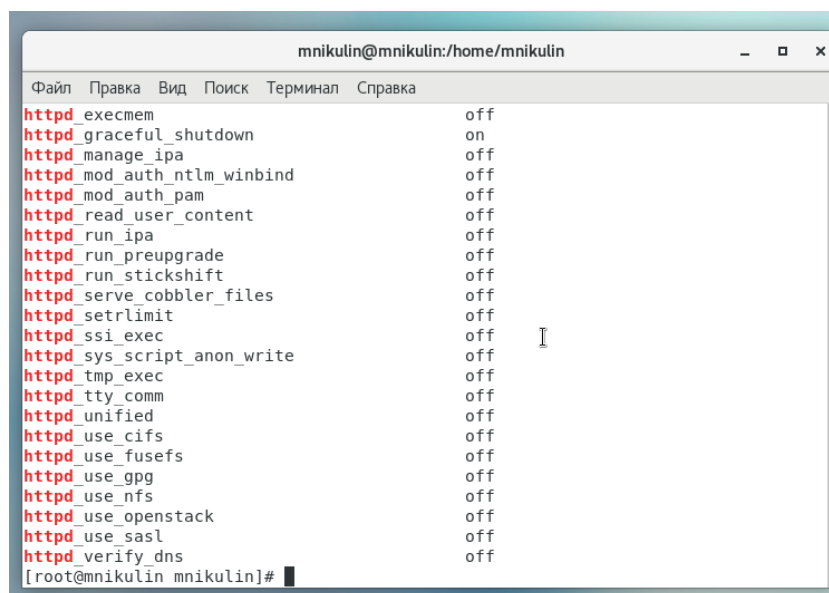 mnikulin@mnikulin:/home/mnikulin
Файл Правка Вид Поиск Терминал Справка
httpd_execmem off
httpd_graceful_shutdown on
httpd_manage_ipa off
httpd_mod_auth_ntlm_winbind off
httpd_mod_auth_pam off
httpd_read_user_content off
httpd_run_ipa off
httpd_run_preupgrade off
httpd_run_stickshift off
httpd_serve_cobbler_files off
httpd_setrlimit off
httpd_ssi_exec off
httpd_sys_script_anon_write off
httpd_tmp_exec off
httpd_tty_comm off
httpd_unified off
httpd_use_cifs off
httpd_use_fusefs off
httpd_use_gpg off
httpd_use_nfs off
httpd_use_openstack off
httpd_use_sasl off
httpd_verify_dns off
[root@mnikulin mnikulin]#